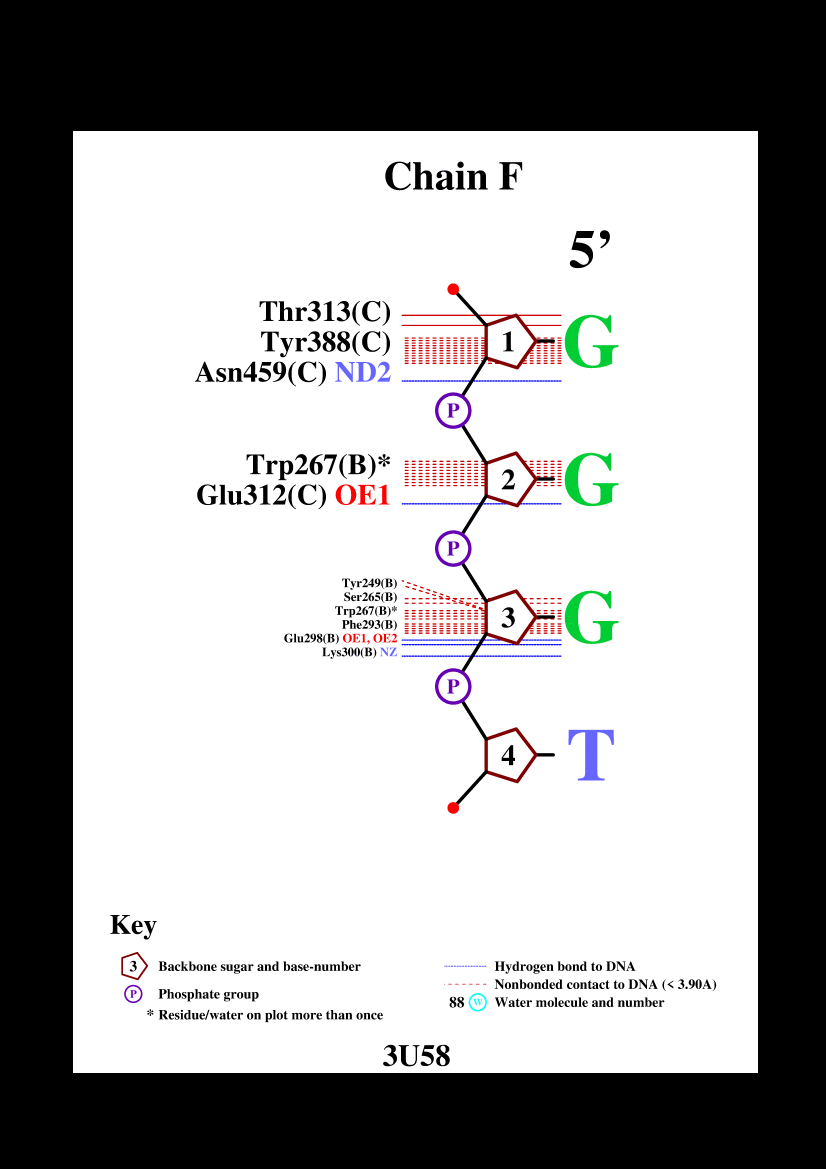 Chain F
5’
Thr313(C)
Tyr388(C)
1 G
Asn459(C) ND2
P
Trp267(B)*
2 G
Glu312(C) OE1
P
Tyr249(B)
Ser265(B)
Trp267(B)*
3 G
Phe293(B)
Glu298(B) OE1, OE2
Lys300(B) NZ
P
4 T
Key
3 Backbone sugar and base-number
P Phosphate group
* Residue/water on plot more than once
Hydrogen bond to DNA
Nonbonded contact to DNA (< 3.90A)
88 W Water molecule and number
3U58